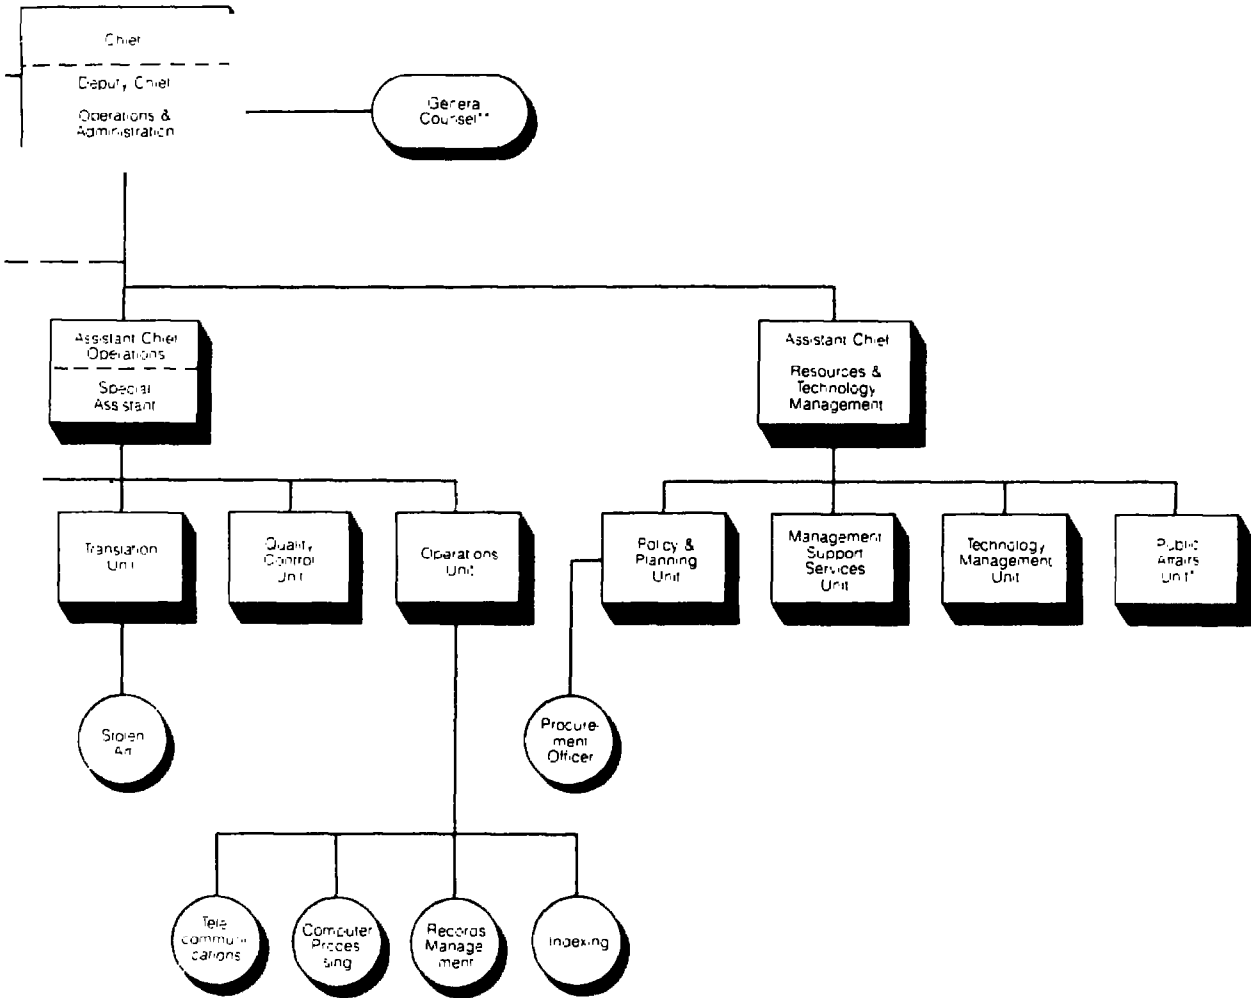 Chief
Deputy Chief
Operations &
Administration
Genera
Counsel**
Assistant Chief
Operations
Special
Assistant
Assistant Chief
Resources &
Technology
Management
Translation
Unit
Quality
Control
Unit
Operations
Unit
Policy &
Planning
Unit
Management
Support
Services
Unit
Technology
Management
Unit
Public
Affairs
Unit*
Stolen
Art
Procure-
ment
Officer
Tele
communi
cations
Computer
Proces
sing
Records
Manage
ment
Indexing